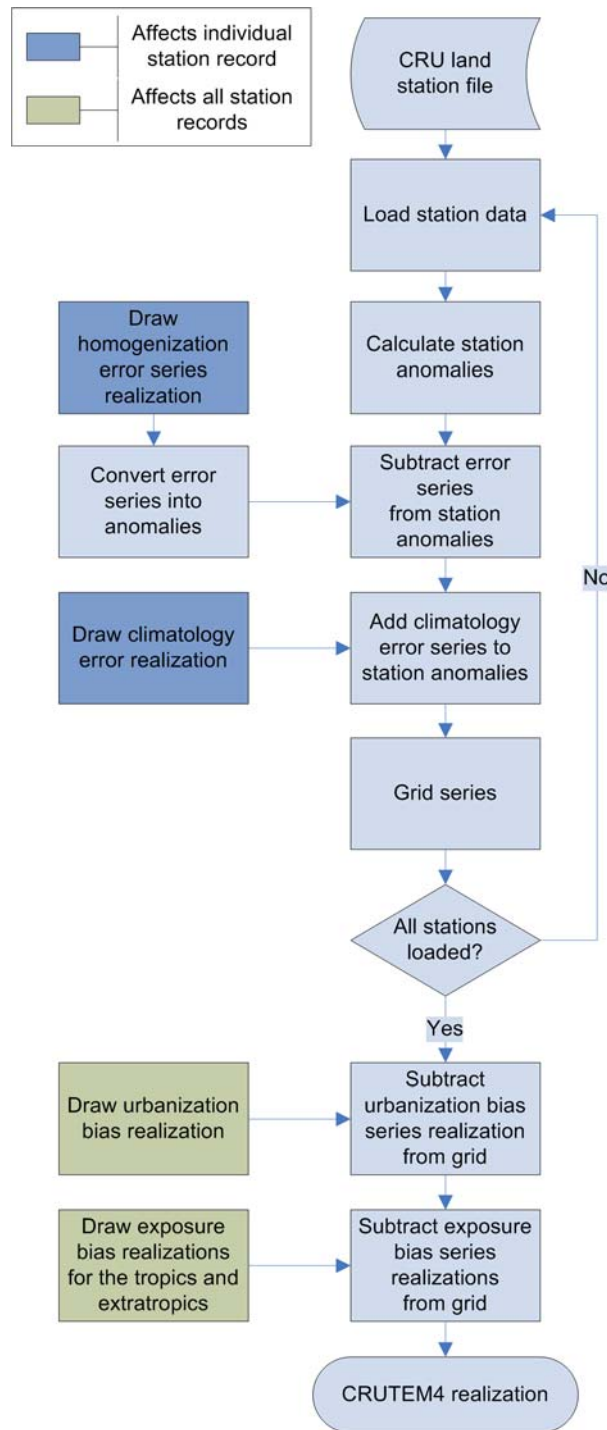 Affects individual
station record
Affects all station
records
CRU land
station file
Load station data
Draw
homogenization
error series
realization
Calculate station
anomalies
Convert error
series into
anomalies
Subtract error
series
from station
anomalies
No
Draw climatology
error realization
Add climatology
error series to
station anomalies
Grid series
All stations
loaded?
Yes
Draw urbanization
bias realization
Subtract
urbanization bias
series realization
from grid
Draw exposure
bias realizations
for the tropics and
extratropics
Subtract exposure
bias series
realizations
from grid
CRUTEM4 realization